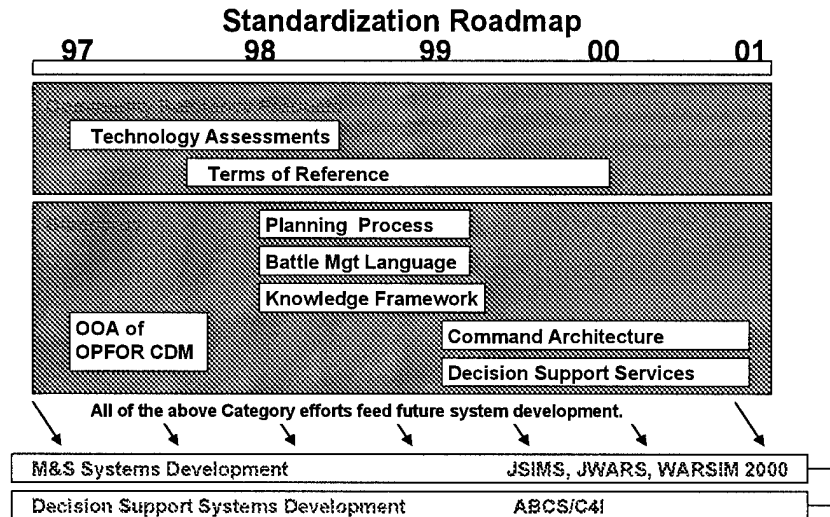 Standardization Roadmap
97 98 99 00 01
Technology Assessments
Terms of Reference
Planning Process
Battle Mgt Language
Knowledge Framework
OOA of
OPFOR CDM
Command Architecture
Decision Support Services
All of the above Category efforts feed future system development.
M&S Systems Development JSIMS, JWARS, WARSIM 2000
Decision Support Systems Development ABCS/C4I